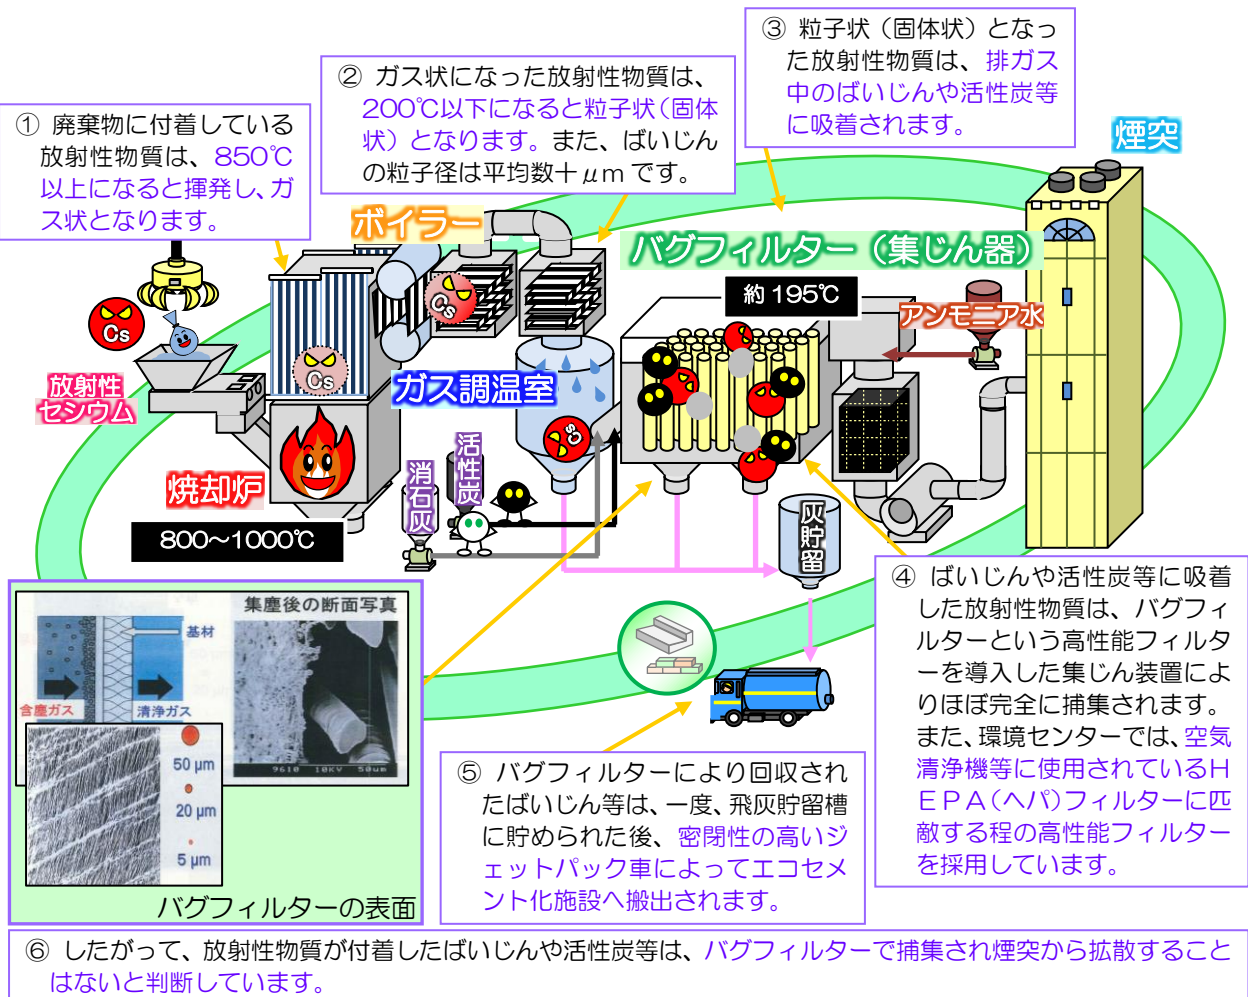 ① 廃棄物に付着している
放射性物質は、850℃
以上になると揮発し、ガ
ス状となります。
② ガス状になった放射性物質は、
200℃以下になると粒子状(固体
状)となります。また、ばいじん
の粒子径は平均数十μmです。
③ 粒子状(固体状)となっ
た放射性物質は、排ガス
中のばいじんや活性炭等
に吸着されます。
煙突
ボイラー
バグフィルター(集じん器)
約195℃
アンモニア水
Cs
Cs
Cs
放射性
セシウム
ガス調温室
Cs
焼却炉
800〜1000℃
消石灰
活性炭
灰貯留
集塵後の断面写真
基材
含塵ガス
清浄ガス
9610 10KV 50um
50 μm
20 μm
5 μm
バグフィルターの表面
④ ばいじんや活性炭等に吸着
した放射性物質は、バグフィ
ルターという高性能フィルタ
ーを導入した集じん装置によ
りほぼ完全に捕集されます。
また、環境センターでは、空気
清浄機等に使用されているH
EPA(ヘパ)フィルターに匹
敵する程の高性能フィルター
を採用しています。
⑤ バグフィルターにより回収され
たばいじん等は、一度、飛灰貯留槽
に貯められた後、密閉性の高いジ
ェットパック車によってエコセメ
ント化施設へ搬出されます。
⑥ したがって、放射性物質が付着したばいじんや活性炭等は、バグフィルターで捕集され煙突から拡散すること
はないと判断しています。